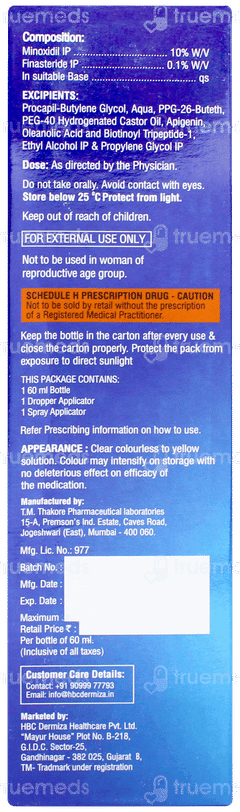 truemeds
Composition:
Minoxidil IP .............................. 10% W/V
Finasteride IP ........................... 0.1% W/V
In suitable Base ................................. qs
EXCIPIENTS:
Procapil-Butylene Glycol, Aqua, PPG-26-Buteth,
PEG-40 Hydrogenated Castor Oil, Apigenin,
Oleanolic Acid and Biotinoyl Tripeptide-1,
Ethyl Alcohol IP & Propylene Glycol IP
Dose: As directed by the Physician.
Do not take orally. Avoid contact with eyes.
Store below 25 °C Protect from light.
Keep out of reach of children.
FOR EXTERNAL USE ONLY
Not to be used in woman of
reproductive age group.
SCHEDULE H PRESCRIPTION DRUG - CAUTION
Not to be sold by retail without the prescription
of a Registered Medical Practitioner.
Keep the bottle in the carton after every use &
close the carton properly. Protect the pack from
exposure to direct sunlight
THIS PACKAGE CONTAINS:
1 60 ml Bottle
1 Dropper Applicator
1 Spray Applicator
Refer Prescribing information on how to use.
APPEARANCE : Clear colourless to yellow
solution. Colour may intensify on storage with
no deleterious effect on efficacy of
the medication.
Manufactured by:
T.M. Thakore Pharmaceutical laboratories
15-A, Premson's Ind. Estate, Caves Road,
Jogeshwari (East), Mumbai - 400 060.
Mfg. Lic. No.: 977
Batch No. :
Mfg. Date :
Exp. Date :
Maximum
Retail Price ₹ :
Per bottle of 60 ml.
(Inclusive of all taxes)
Customer Care Details:
Contact: +91 90999 77793
Email: info@hbcdermiza.in
Marketed by:
HBC Dermiza Healthcare Pvt. Ltd.
"Mayur House" Plot No. B-218,
G.I.D.C. Sector-25,
Gandhinagar - 382 025, Gujarat
TM- Tradmark under registration